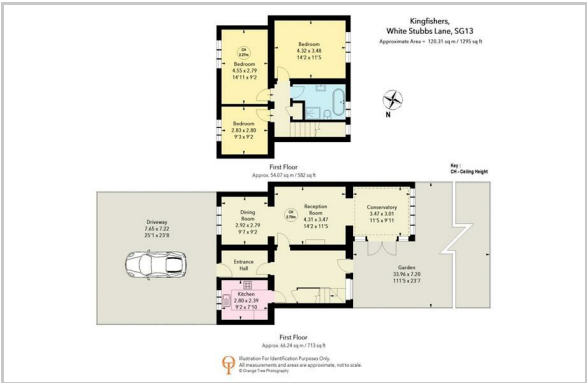 Kingfishers,
White Stubbs Lane, SG13
Approximate Area = 120.31 sq m / 1295 sq ft
N
CH
Bedroom
4.55 x 2.79
14'11 x 9'2
Bedroom
4.32 x 3.48
14'2 x 11'5
Bedroom
2.83 x 2.80
9'3 x 9'2
First Floor
Approx. 54.07 sq m / 582 sq ft
Key :
CH - Ceiling Height
Driveway
7.65 x 7.22
25'1 x 23'8
Dining
Room
2.92 x 2.79
9'7 x 9'2
CH
Reception
Room
4.31 x 3.47
14'2 x 11'5
Conservatory
3.47 x 3.01
11'5 x 9'11
Entrance
Hall
Kitchen
2.80 x 2.39
9'2 x 7'10
Garden
33.96 x 7.20
111'5 x 23'7
First Floor
Approx. 66.24 sq m / 713 sq ft
Illustration For Identification Purposes Only.
All measurements and areas are approximate, not to scale.
© Orange Tree Photography